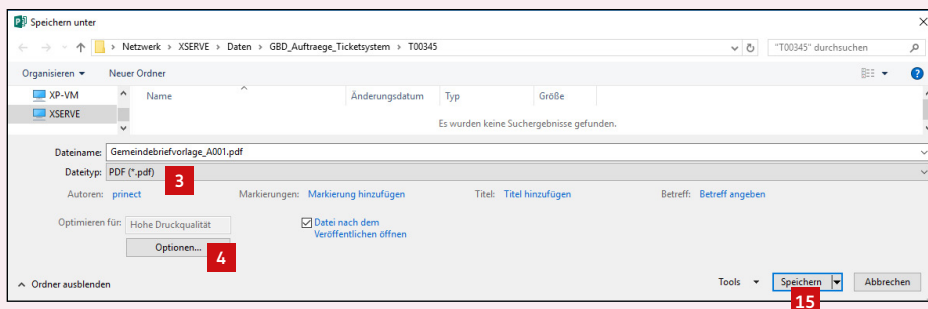 Speichern unter
Netzwerk > XSERVE > Daten > GBD_Auftraege_Ticketsystem > T00345
"T00345" durchsuchen
Organisieren
Neuer Ordner
XP-VM
Name
Änderungsdatum
Typ
Größe
XSERVE
Es wurden keine Suchergebnisse gefunden.
Dateiname: Gemeindebriefvorlage_A001.pdf
Dateityp: PDF (*.pdf)
3
Autoren: prinect
Markierungen: Markierung hinzufügen
Titel: Titel hinzufügen
Betreff: Betreff angeben
Optimieren für: Hohe Druckqualität
Datei nach dem
Veröffentlichen öffnen
Optionen...
4
Ordner ausblenden
Tools
Speichern
Abbrechen
15